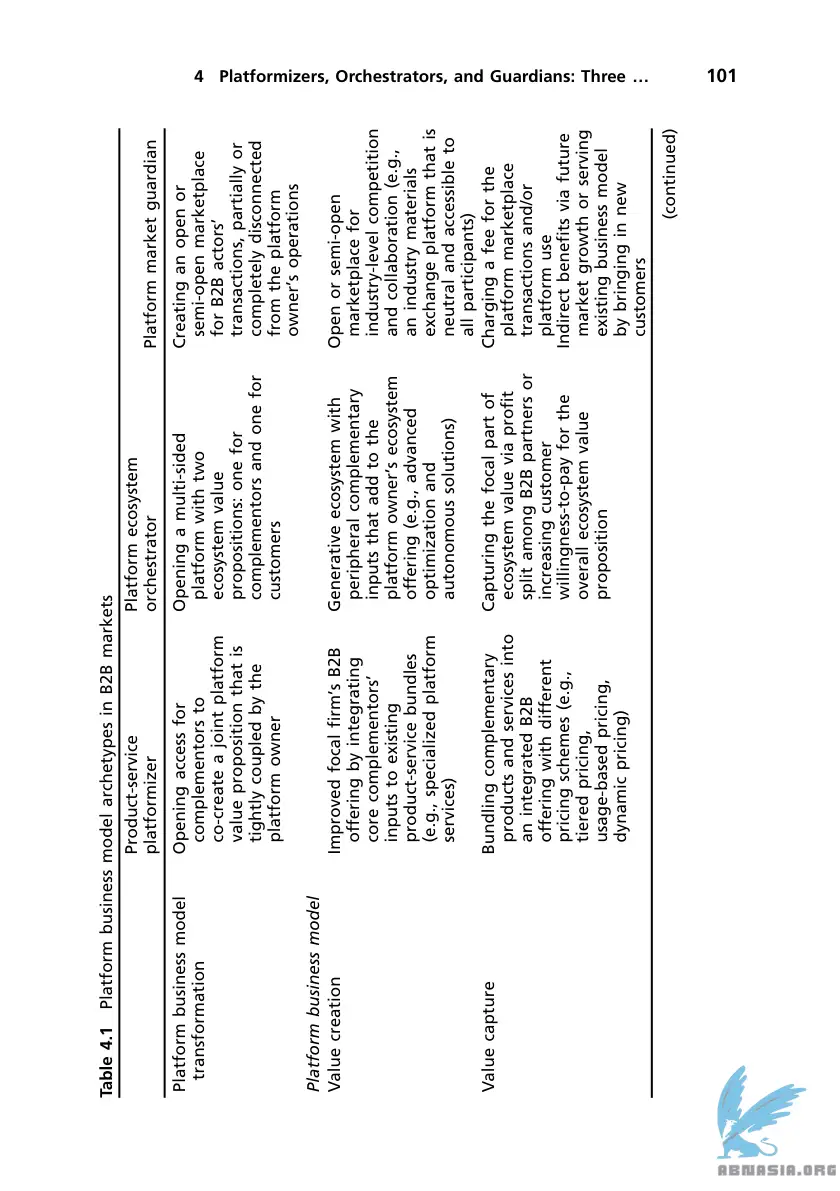 4 Platformizers, Orchestrators, and Guardians: Three … 101
Table 4.1 Platform business model archetypes in B2B markets
Product-service
platformizer
Platform ecosystem
orchestrator
Platform market guardian
Platform business model
transformation
Opening access for
complementors to
co-create a joint platform
value proposition that is
tightly coupled by the
platform owner
Opening a multi-sided
platform with two
ecosystem value
propositions: one for
complementors and one for
customers
Creating an open or
semi-open marketplace
for B2B actors’
transactions, partially or
completely disconnected
from the platform
owner’s operations
Platform business model
Value creation
Improved focal firm’s B2B
offering by integrating
core complementors’
inputs to existing
product-service bundles
(e.g., specialized platform
services)
Generative ecosystem with
peripheral complementary
inputs that add to the
platform owner’s ecosystem
offering (e.g., advanced
optimization and
autonomous solutions)
Open or semi-open
marketplace for
industry-level competition
and collaboration (e.g.,
an industry materials
exchange platform that is
neutral and accessible to
all participants)
Value capture
Bundling complementary
products and services into
an integrated B2B
offering with different
pricing schemes (e.g.,
tiered pricing,
usage-based pricing,
dynamic pricing)
Capturing the focal part of
ecosystem value via profit
split among B2B partners or
increasing customer
willingness-to-pay for the
overall ecosystem value
proposition
Charging a fee for the
platform marketplace
transactions and/or
platform use
Indirect benefits via future
market growth or serving
existing business model
by bringing in new
customers
(continued)
ABNASIA.ORG